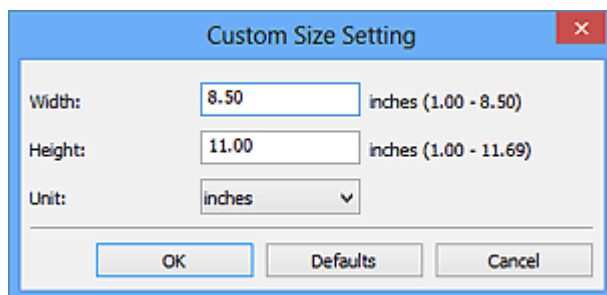 Custom Size Setting
Width: 8.50 inches (1.00 - 8.50)
Height: 11.00 inches (1.00 - 11.69)
Unit: inches
OK Defaults Cancel